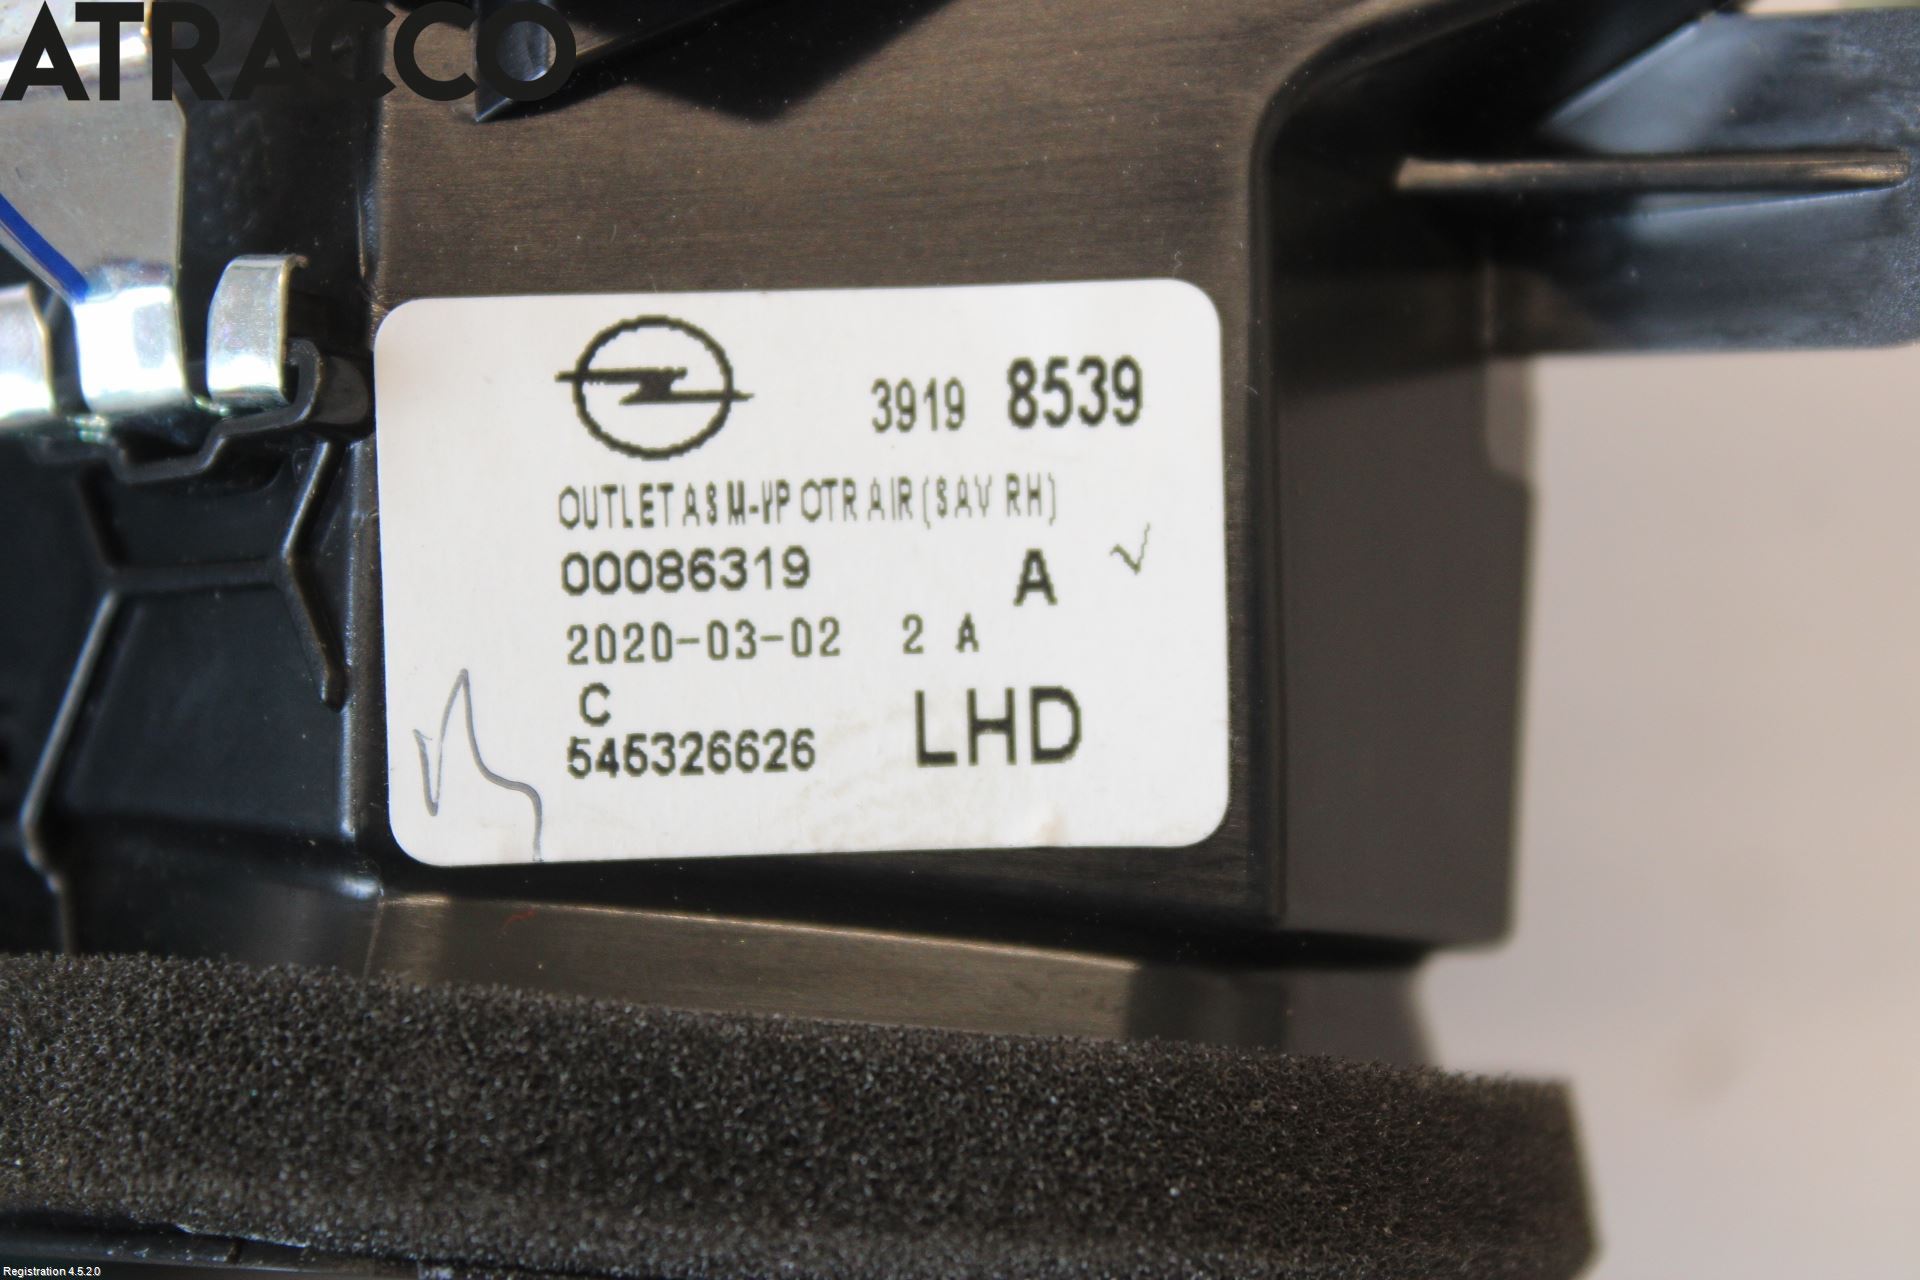 ATRACCO
3919 8539
OUTLET ASM-I/P OTR AIR (SAV RH)
00086319 A
2020-03-02 2 A
C
545326626 LHD
Registration 4.5.2.0